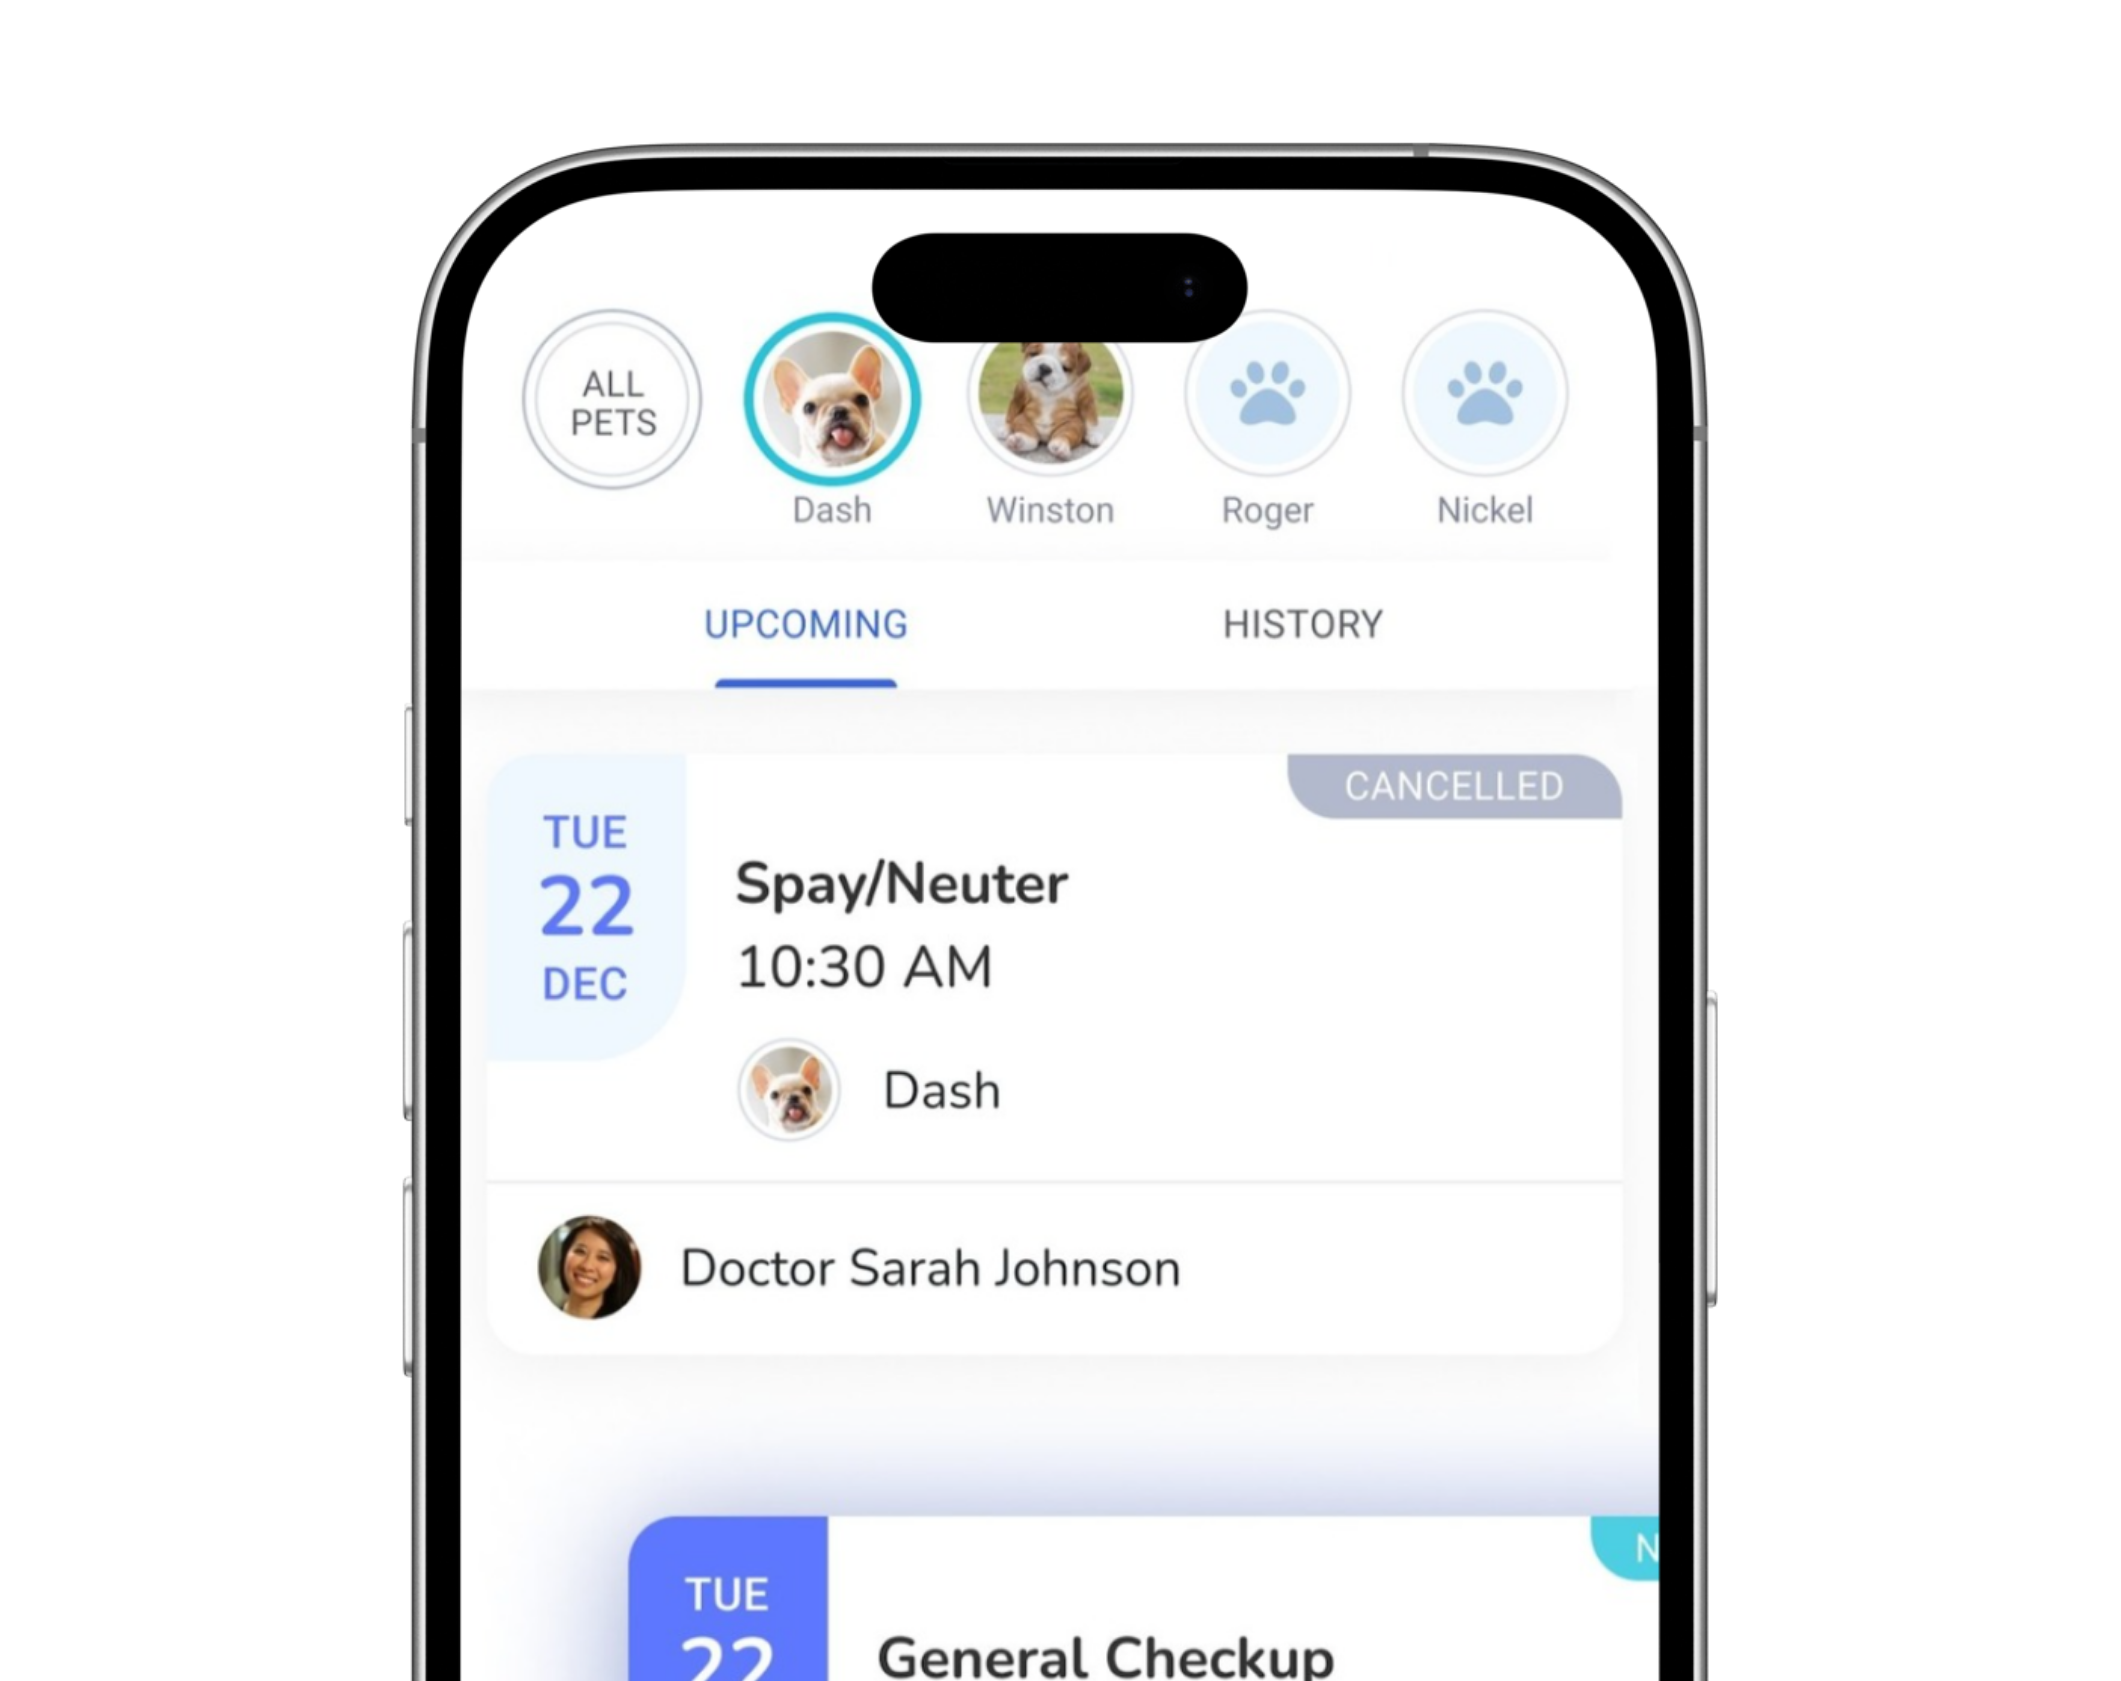 ALL
PETS
Dash
Winston
Roger
Nickel
UPCOMING
HISTORY
CANCELLED
TUE
22
DEC
Spay/Neuter
10:30 AM
Dash
Doctor Sarah Johnson
N
TUE
22
General Checkup